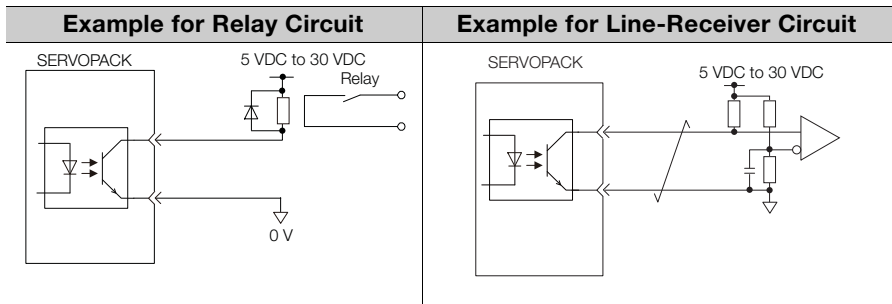 Example for Relay Circuit
Example for Line-Receiver Circuit
SERVOPACK
5 VDC to 30 VDC
Relay
0 V
SERVOPACK
5 VDC to 30 VDC